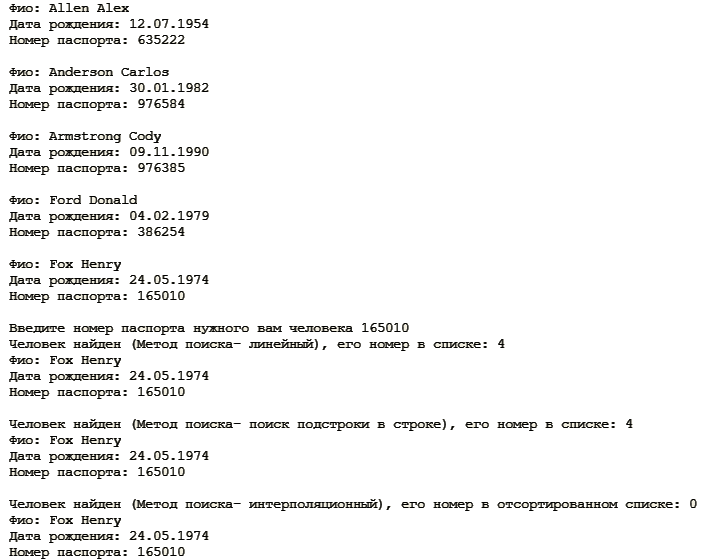 Фио: Allen Alex
Дата рождения: 12.07.1954
Номер паспорта: 635222
Фио: Anderson Carlos
Дата рождения: 30.01.1982
Номер паспорта: 976584
Фио: Armstrong Cody
Дата рождения: 09.11.1990
Номер паспорта: 976385
Фио: Ford Donald
Дата рождения: 04.02.1979
Номер паспорта: 386254
Фио: Fox Henry
Дата рождения: 24.05.1974
Номер паспорта: 165010
Введите номер паспорта нужного вам человека 165010
Человек найден (Метод поиска- линейный), его номер в списке: 4
Фио: Fox Henry
Дата рождения: 24.05.1974
Номер паспорта: 165010
Человек найден (Метод поиска- поиск подстроки в строке), его номер в списке: 4
Фио: Fox Henry
Дата рождения: 24.05.1974
Номер паспорта: 165010
Человек найден (Метод поиска- интерполяционный), его номер в отсортированном списке: 0
Фио: Fox Henry
Дата рождения: 24.05.1974
Номер паспорта: 165010